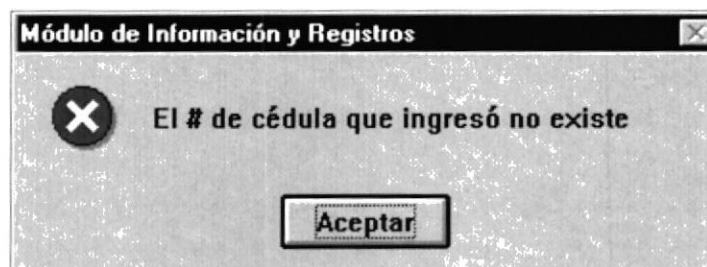 Módulo de Información y Registros
El # de cédula que ingresó no existe
Aceptar